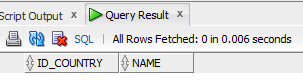 Script Output
Query Result
SQL | All Rows Fetched: 0 in 0.006 seconds
ID_COUNTRY NAME